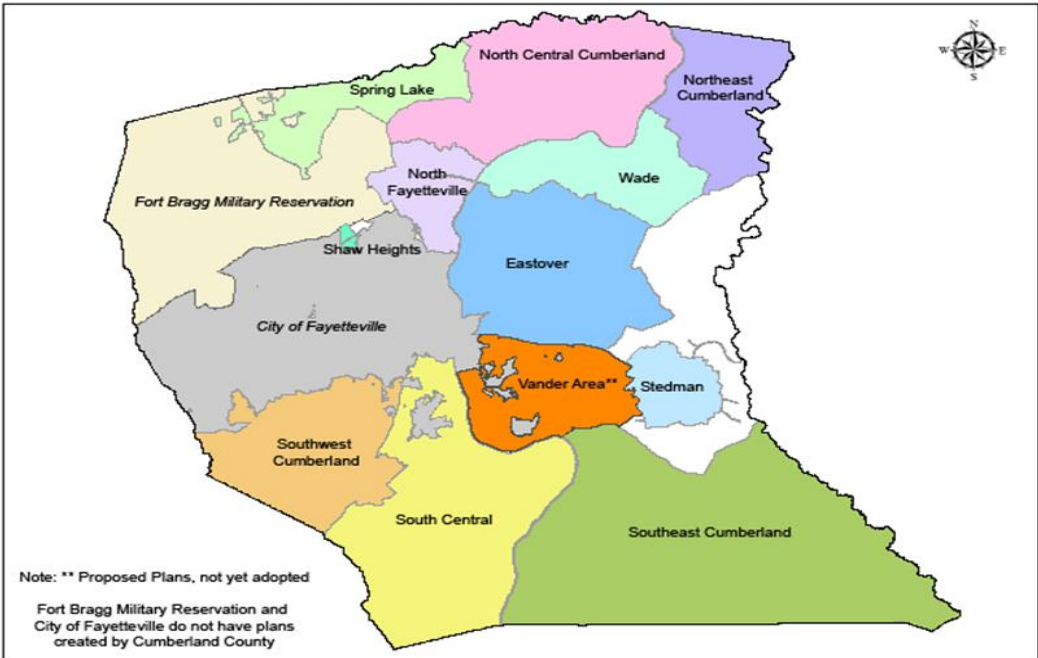 N
W E
S
North Central Cumberland
Northeast
Cumberland
Spring Lake
North
Fayetteville
Wade
Fort Bragg Military Reservation
Shaw Heights
Eastover
City of Fayetteville
Vander Area**
Stedman
Southwest
Cumberland
South Central
Southeast Cumberland
Note: ** Proposed Plans, not yet adopted
Fort Bragg Military Reservation and
City of Fayetteville do not have plans
created by Cumberland County